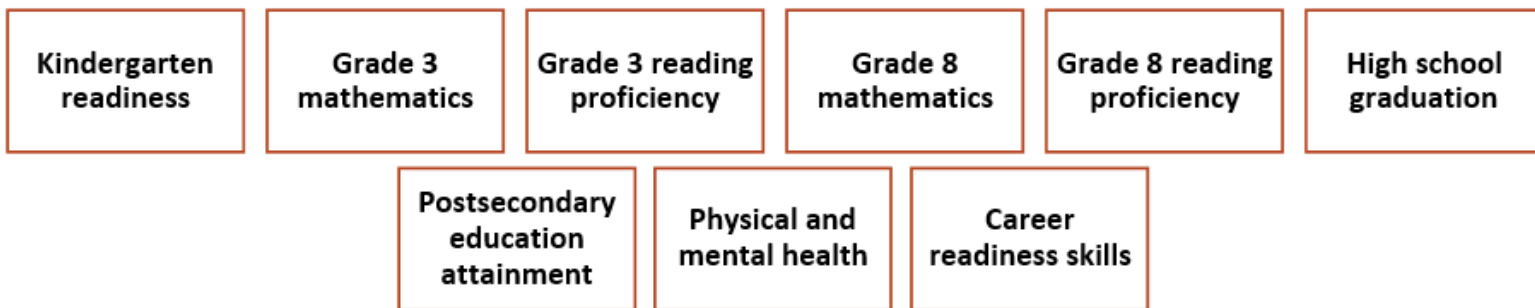 Kindergarten
readiness
Grade 3
mathematics
Grade 3 reading
proficiency
Grade 8
mathematics
Grade 8 reading
proficiency
High school
graduation
Postsecondary
education
attainment
Physical and
mental health
Career
readiness skills